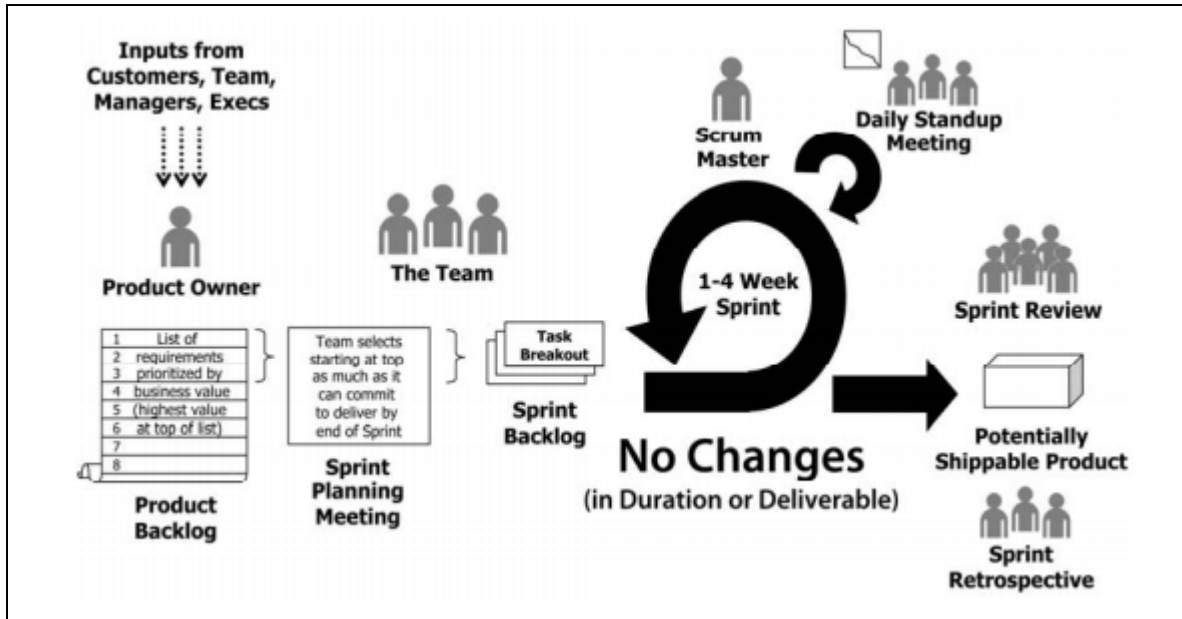 Inputs from
Customers, Team,
Managers, Execs
Product Owner
The Team
Scrum
Master
Daily Standup
Meeting
1-4 Week
Sprint
Sprint Review
1 List of
2 requirements
3 prioritized by
4 business value
5 (highest value
6 at top of list)
7
8
Product
Backlog
Team selects
starting at top
as much as it
can commit
to deliver by
end of Sprint
Sprint
Planning
Meeting
Task
Breakout
Sprint
Backlog
No Changes
(in Duration or Deliverable)
Potentially
Shippable Product
Sprint
Retrospective